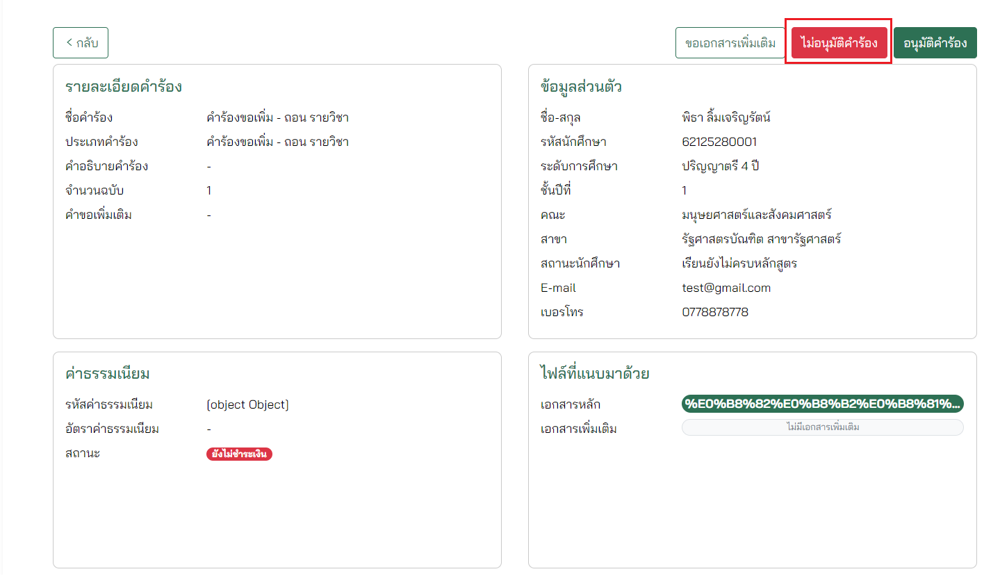 < กลับ
ขอเอกสารเพิ่มเติม ไม่อนุมัติคำร้อง อนุมัติคำร้อง
รายละเอียดคำร้อง
ชื่อคำร้อง คำร้องขอเพิ่ม - ถอน รายวิชา
ประเภทคำร้อง คำร้องขอเพิ่ม - ถอน รายวิชา
คำอธิบายคำร้อง -
จำนวนฉบับ 1
คำขอเพิ่มเติม -
ข้อมูลส่วนตัว
ชื่อ-สกุล พิธา ลิ้มเจริญรัตน์
รหัสนักศึกษา 62125280001
ระดับการศึกษา ปริญญาตรี 4 ปี
ชั้นปีที่ 1
คณะ มนุษยศาสตร์และสังคมศาสตร์
สาขา รัฐศาสตรบัณฑิต สาขารัฐศาสตร์
สถานะนักศึกษา เรียนยังไม่ครบหลักสูตร
E-mail test@gmail.com
เบอร์โทร 0778878778
ค่าธรรมเนียม
รหัสค่าธรรมเนียม [object Object]
อัตราค่าธรรมเนียม -
สถานะ ยังไม่ชำระเงิน
ไฟล์ที่แนบมาด้วย
เอกสารหลัก %E0%B8%82%E0%B8%B2%E0%B8%81%...
เอกสารเพิ่มเติม ไม่มีเอกสารเพิ่มเติม